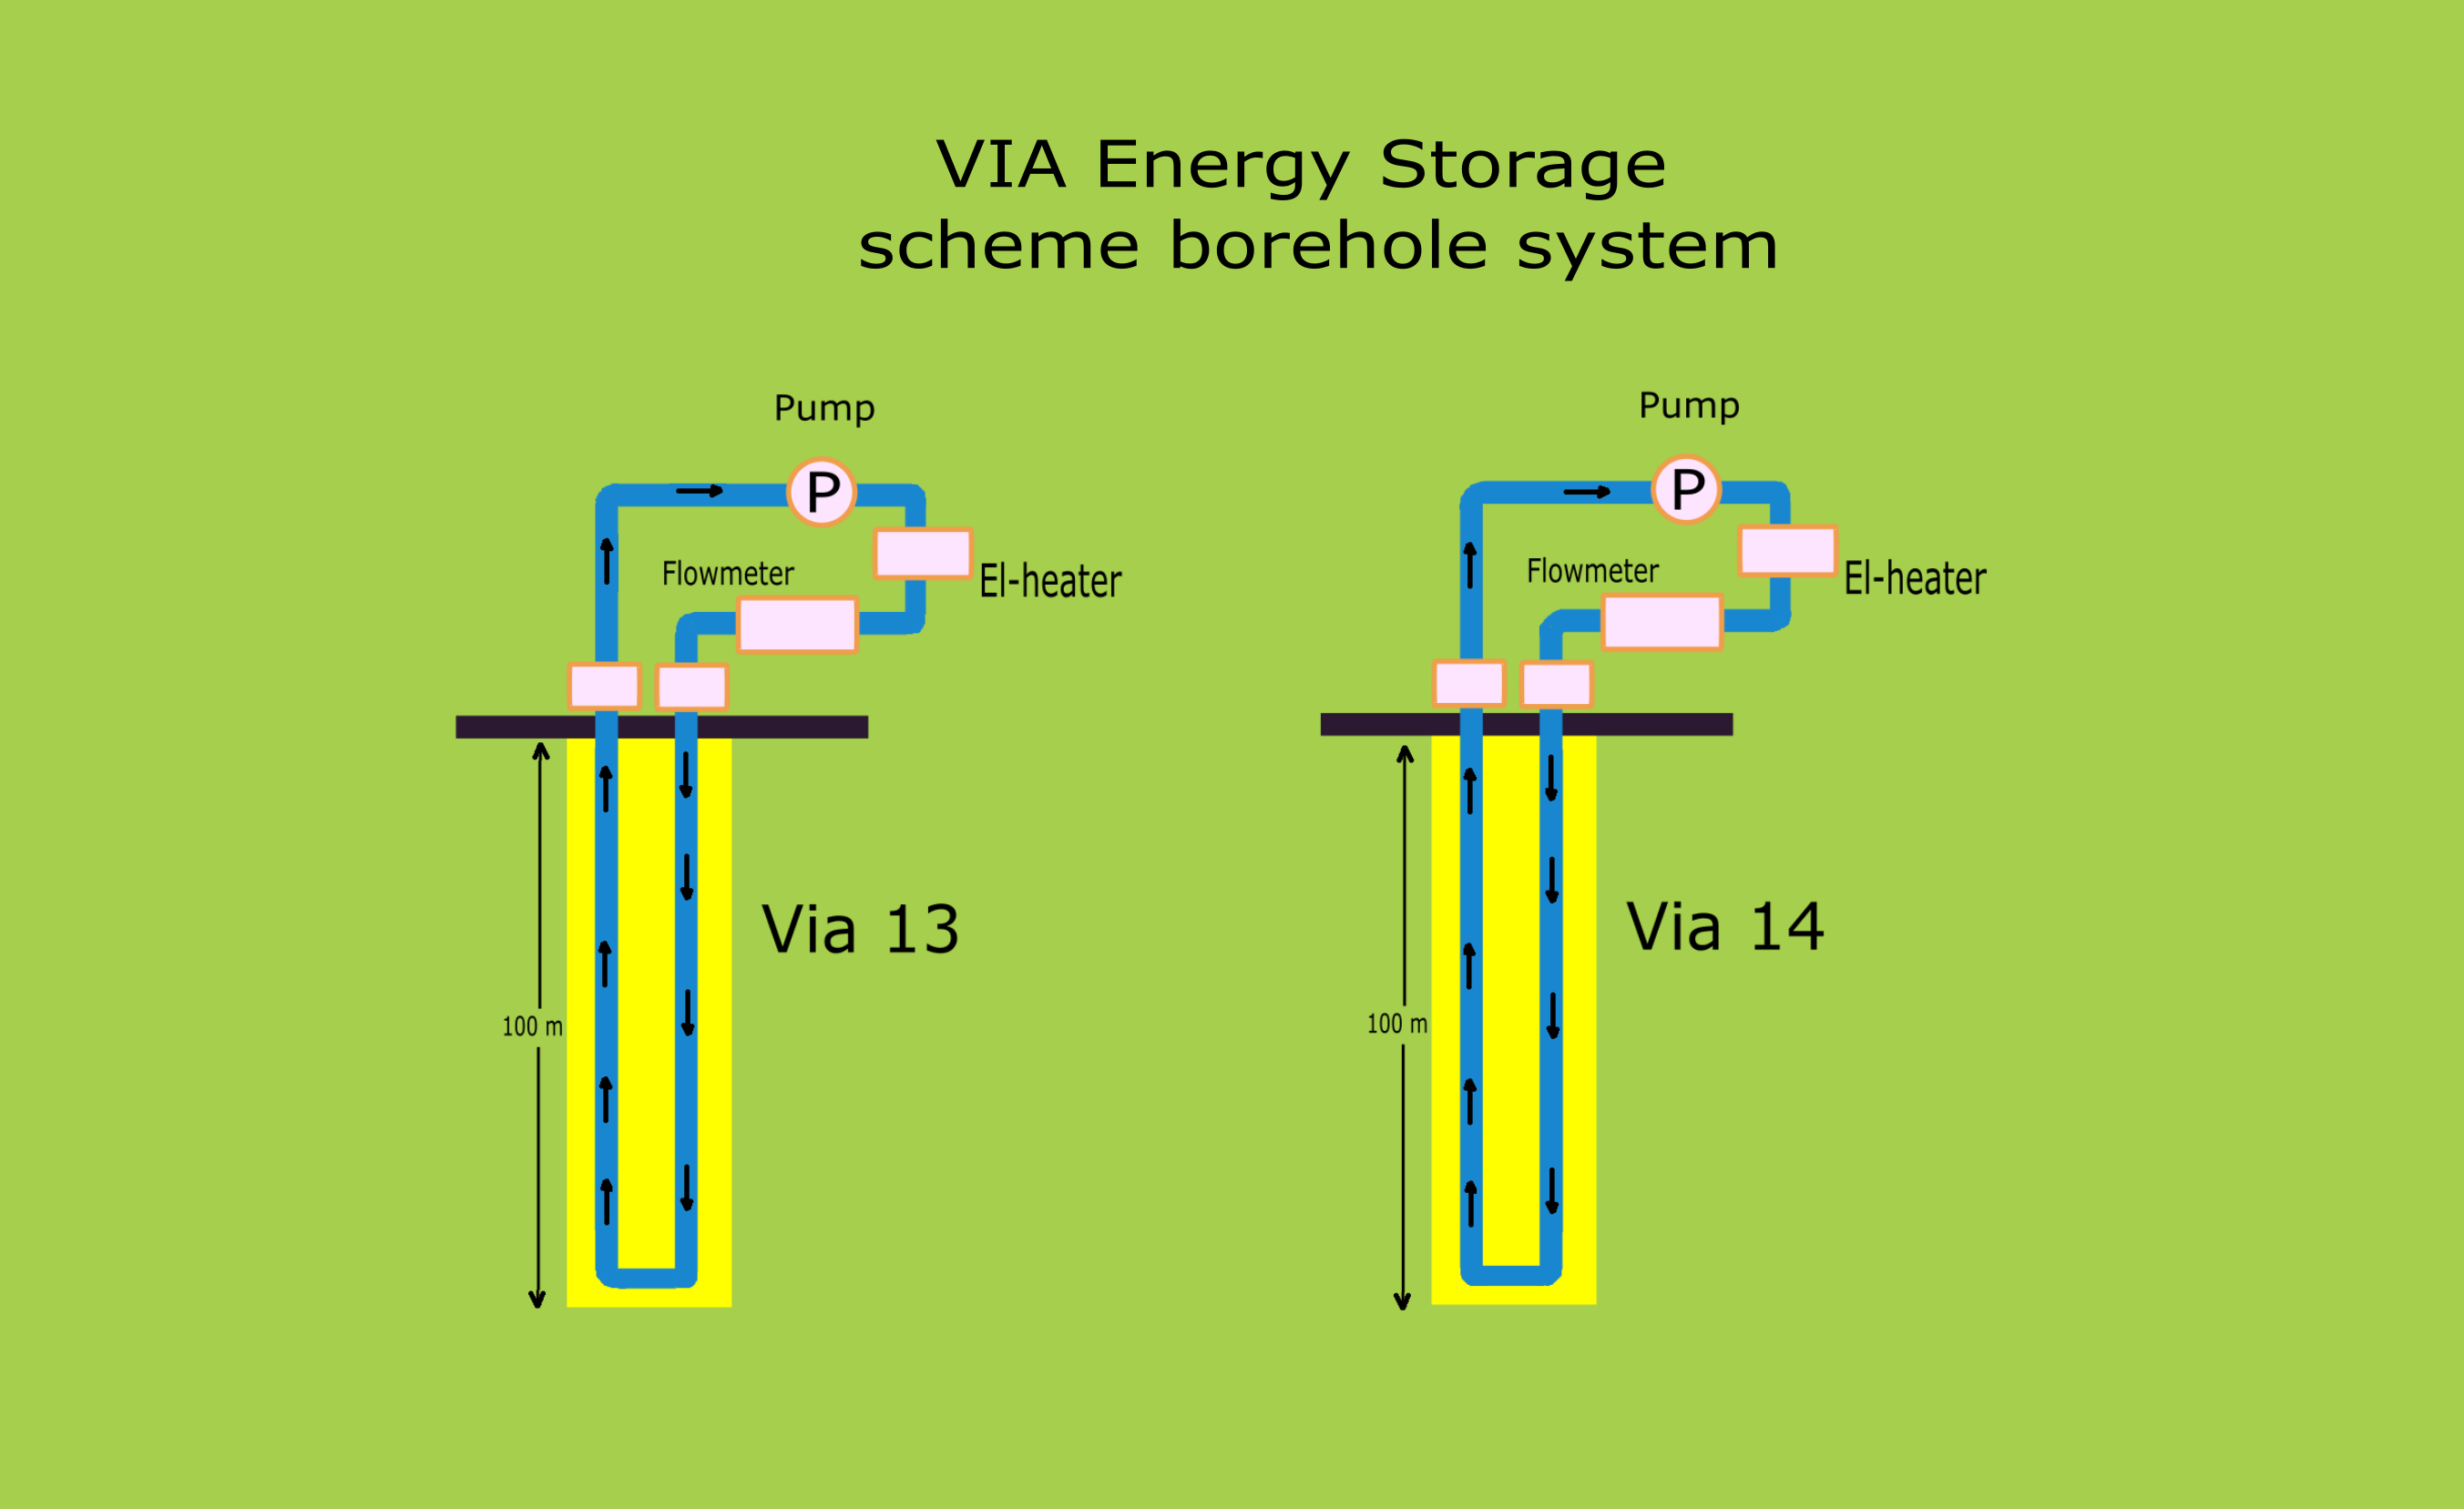 VIA Energy Storage
scheme borehole system
Pump
P
Flowmeter
El-heater
Via 13
100 m
Pump
P
Flowmeter
El-heater
Via 14
100 m